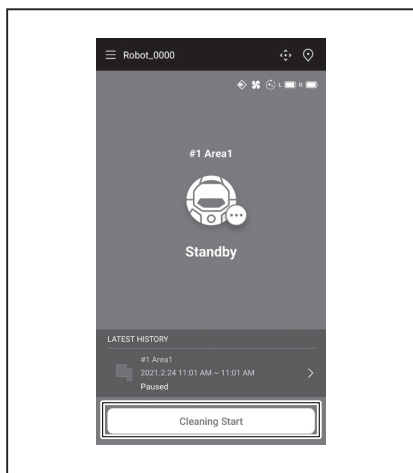 Robot_0000
L R
#1 Area1
Standby
LATEST HISTORY
#1 Area1
2021.2.24 11:01 AM ~ 11:01 AM
Paused
Cleaning Start